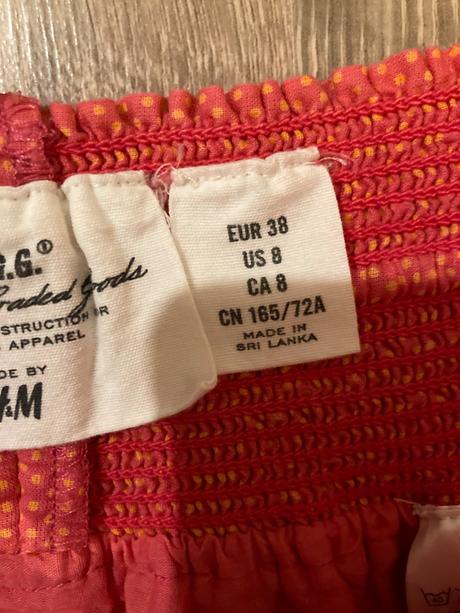 .G.®
Graded Goods
STRUCTION OR
APPAREL
DE BY
&M
EUR 38
US 8
CA 8
CN 165/72A
MADE IN
SRI LANKA